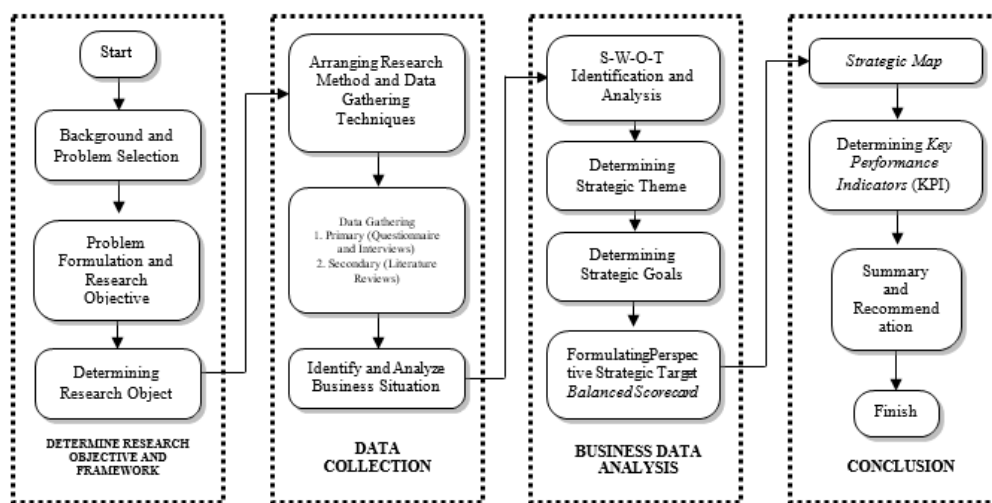 Start
Background and
Problem Selection
Problem
Formulation and
Research
Objective
Determining
Research Object
DETERMINE RESEARCH
OBJECTIVE AND
FRAMEWORK
Arranging Research
Method and Data
Gathering
Techniques
Data Gathering
1. Primary (Questionnaire
and Interviews)
2. Secondary (Literature
Reviews)
Identify and Analyze
Business Situation
DATA
COLLECTION
S-W-O-T
Identification and
Analysis
Determining
Strategic Theme
Determining
Strategic Goals
FormulatingPerspec
tive Strategic Target
Balanced Scorecard
BUSINESS DATA
ANALYSIS
Strategic Map
Determining Key
Performance
Indicators (KPI)
Summary
and
Recommend
ation
Finish
CONCLUSION